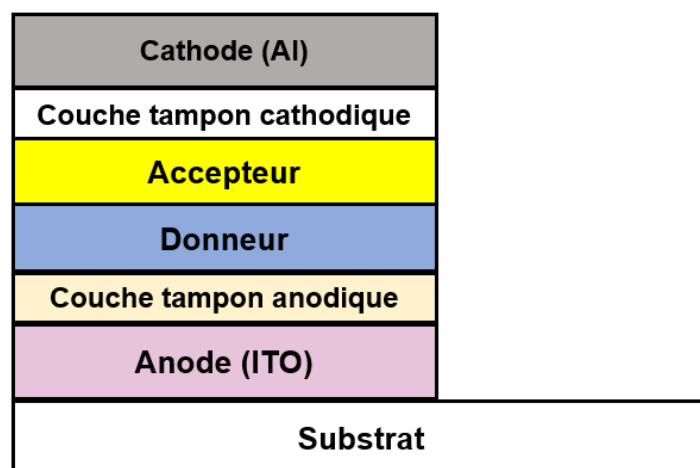 Cathode (Al)
Couche tampon cathodique
Accepteur
Donneur
Couche tampon anodique
Anode (ITO)
Substrat